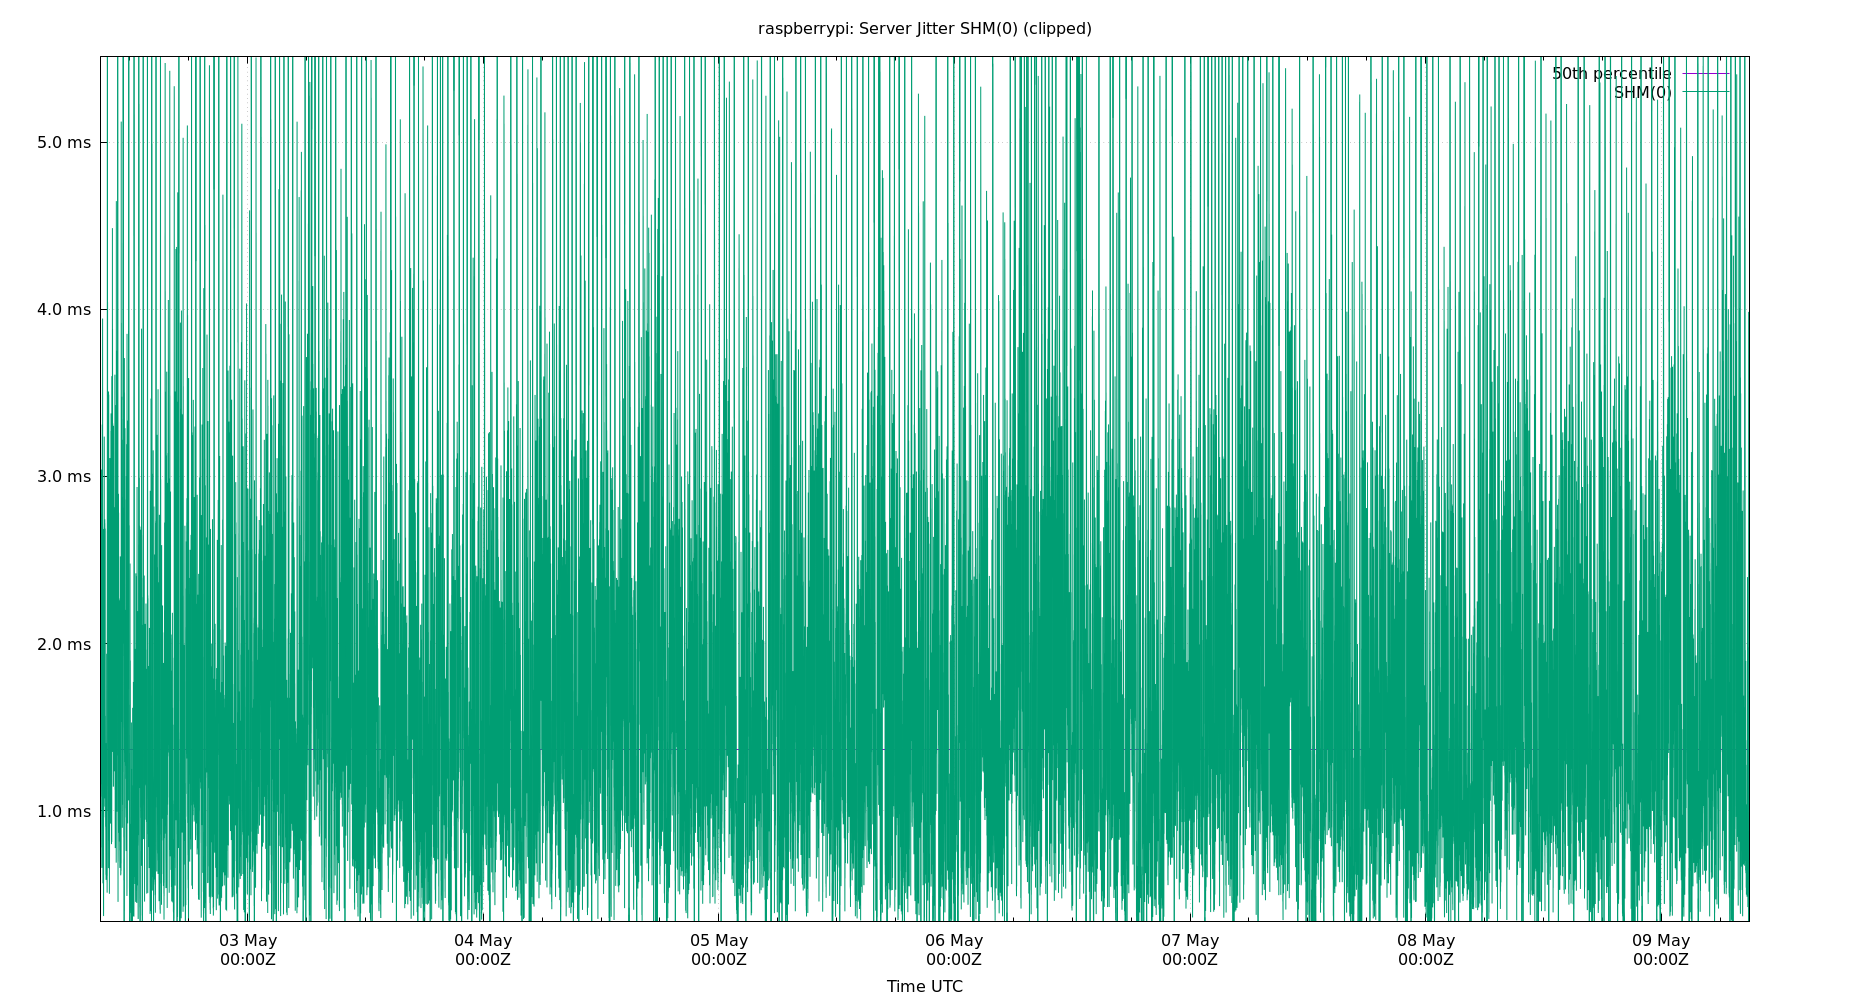 raspberrypi: Server Jitter SHM(0) (clipped)
50th percentile
SHM(0)
5.0 ms
4.0 ms
3.0 ms
2.0 ms
1.0 ms
03 May 04 May 05 May 06 May 07 May 08 May 09 May
00:00Z 00:00Z 00:00Z 00:00Z 00:00Z 00:00Z 00:00Z
Time UTC